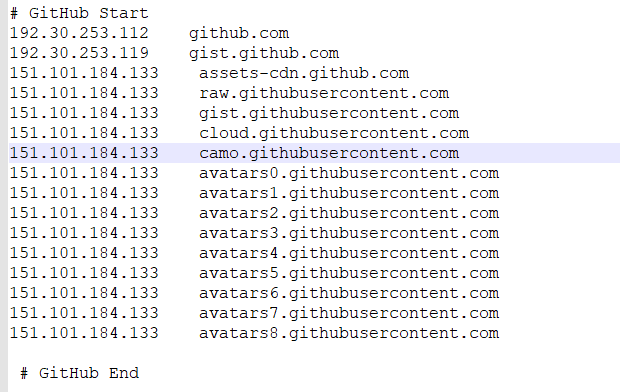 # GitHub Start
192.30.253.112    github.com
192.30.253.119    gist.github.com
151.101.184.133    assets-cdn.github.com
151.101.184.133    raw.githubusercontent.com
151.101.184.133    gist.githubusercontent.com
151.101.184.133    cloud.githubusercontent.com
151.101.184.133    camo.githubusercontent.com
151.101.184.133    avatars0.githubusercontent.com
151.101.184.133    avatars1.githubusercontent.com
151.101.184.133    avatars2.githubusercontent.com
151.101.184.133    avatars3.githubusercontent.com
151.101.184.133    avatars4.githubusercontent.com
151.101.184.133    avatars5.githubusercontent.com
151.101.184.133    avatars6.githubusercontent.com
151.101.184.133    avatars7.githubusercontent.com
151.101.184.133    avatars8.githubusercontent.com
# GitHub End